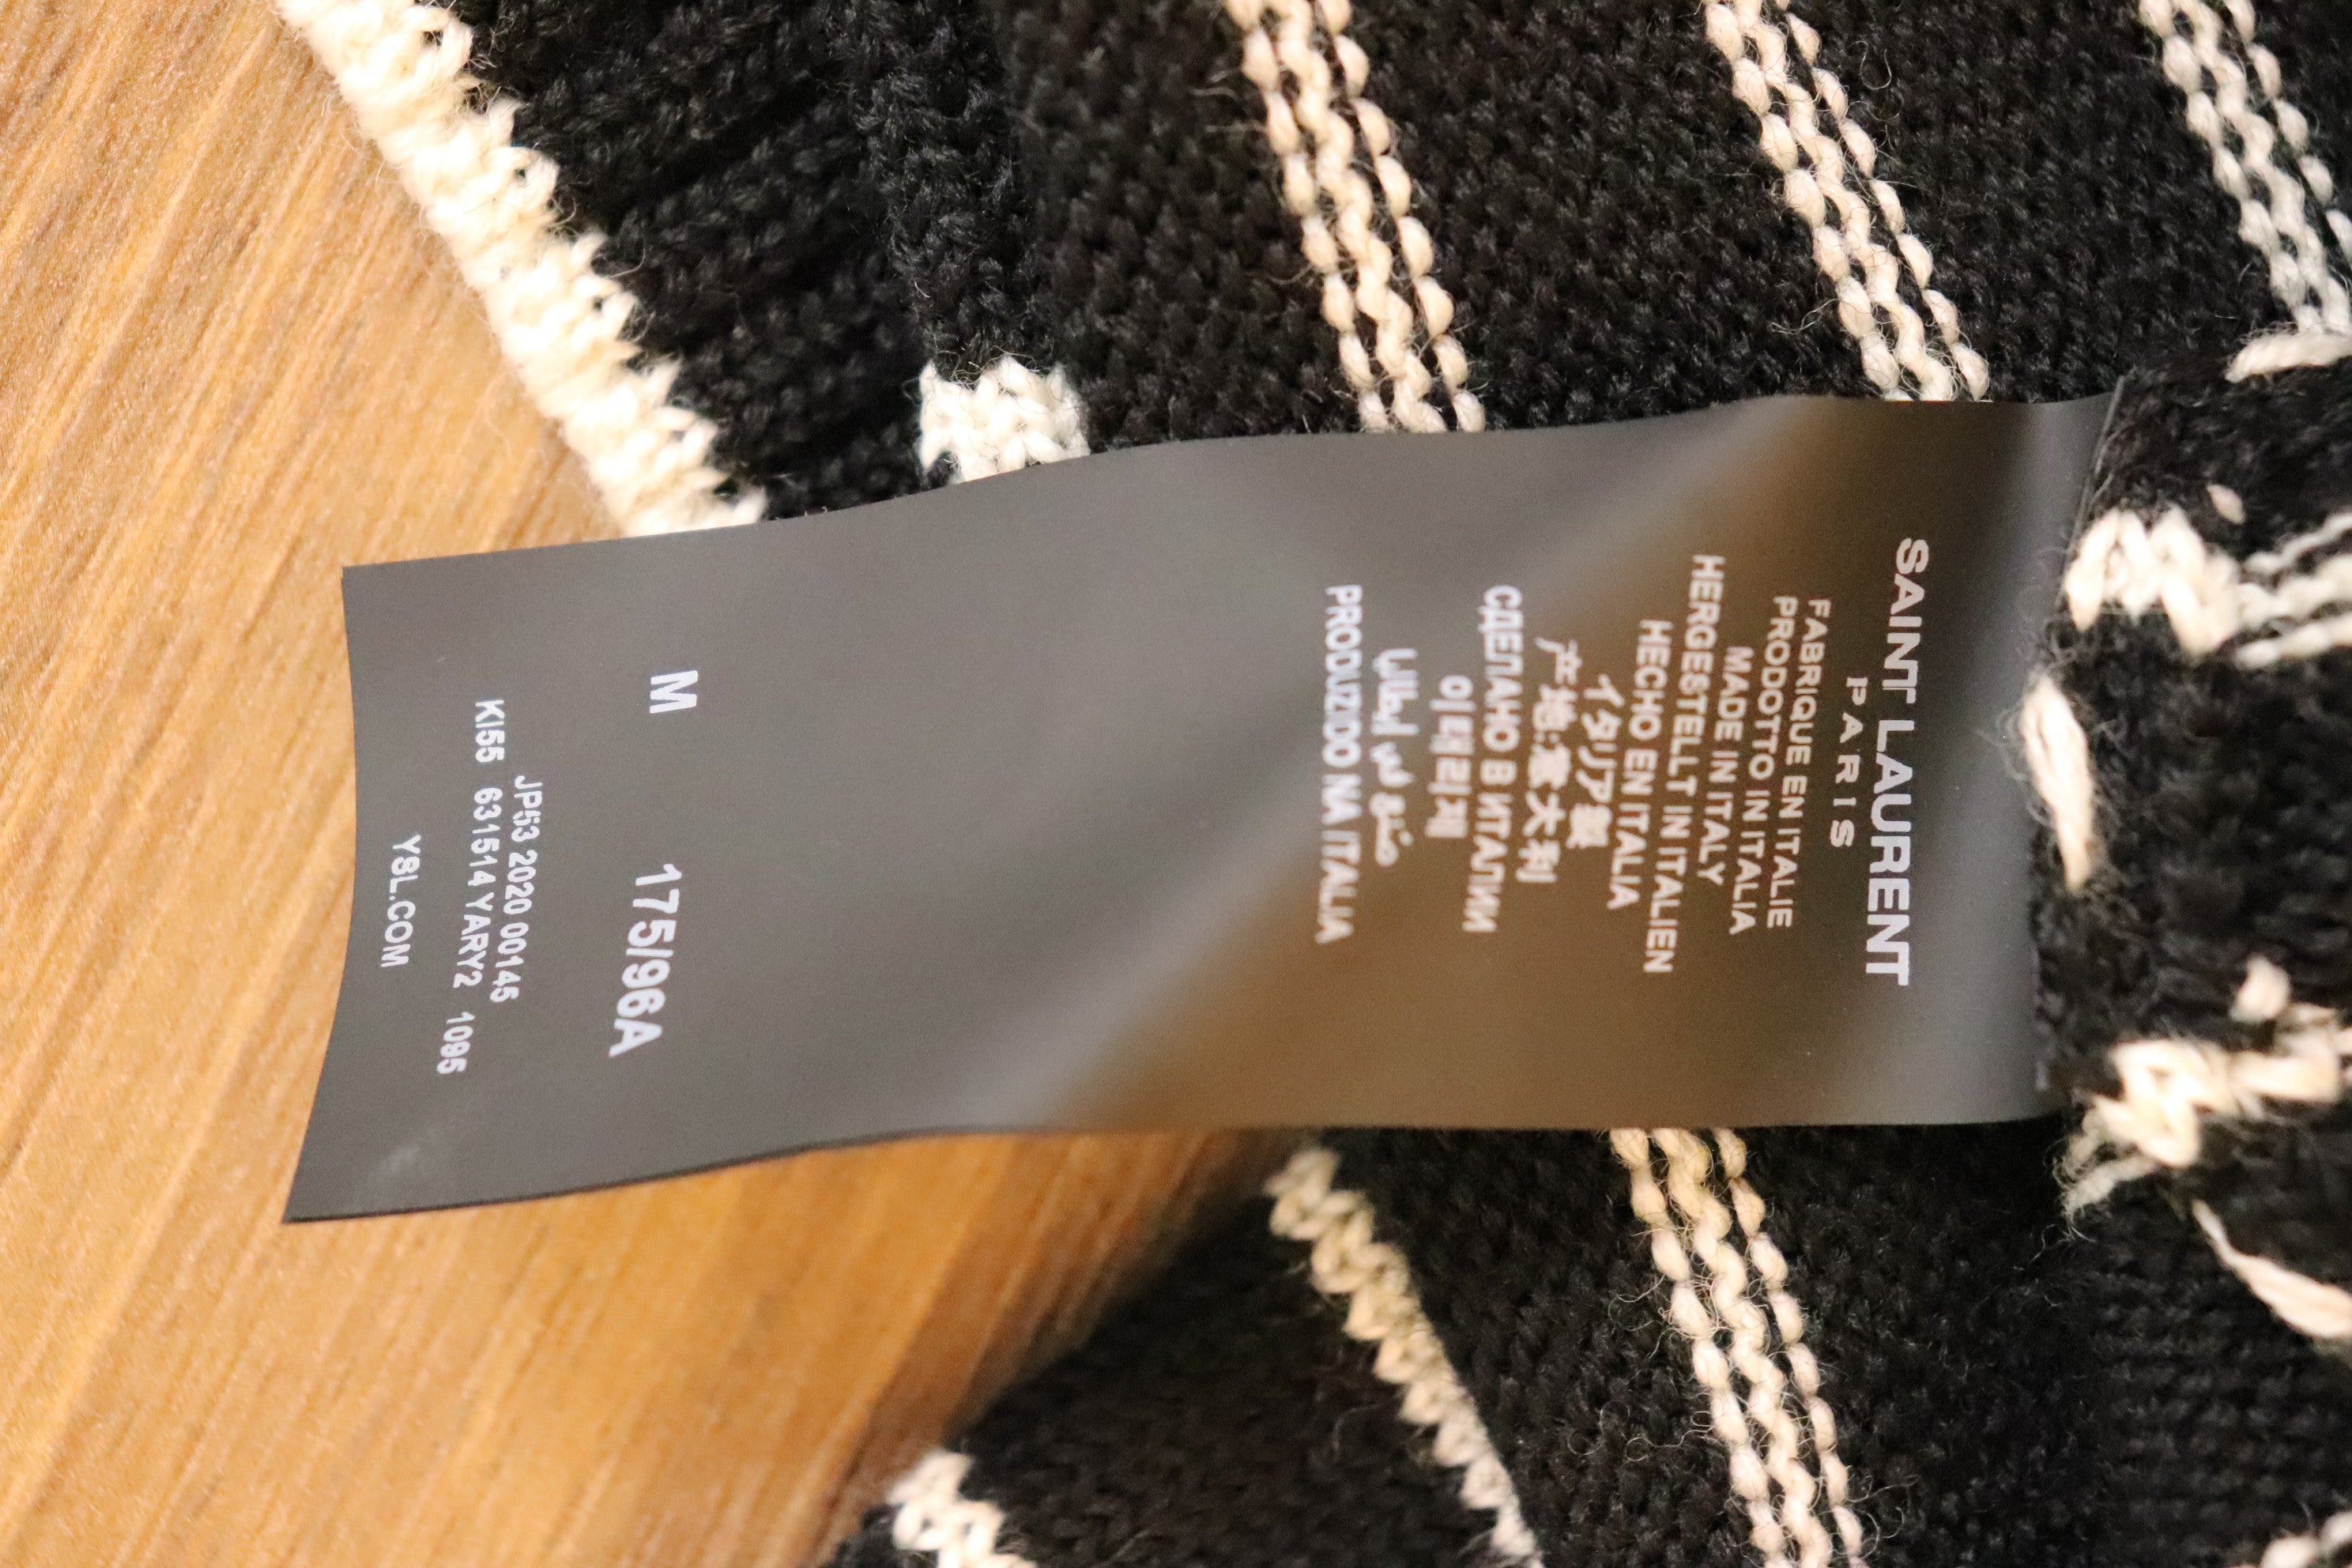 SAINT LAURENT
PARIS
FABRIQUE EN ITALIE
PRODOTTO IN ITALIA
MADE IN ITALY
HERGESTELLT IN ITALIEN
HECHO EN ITALIA
イタリア製
产地:意大利
СДЕЛАНО В ИТАЛИИ
이태리제
صنع في إيطاليا
PRODUZIDO NA ITALIA
M 175/96A
JP53 2020 00145
KI55 631514 YARY2 1095
YSL.COM